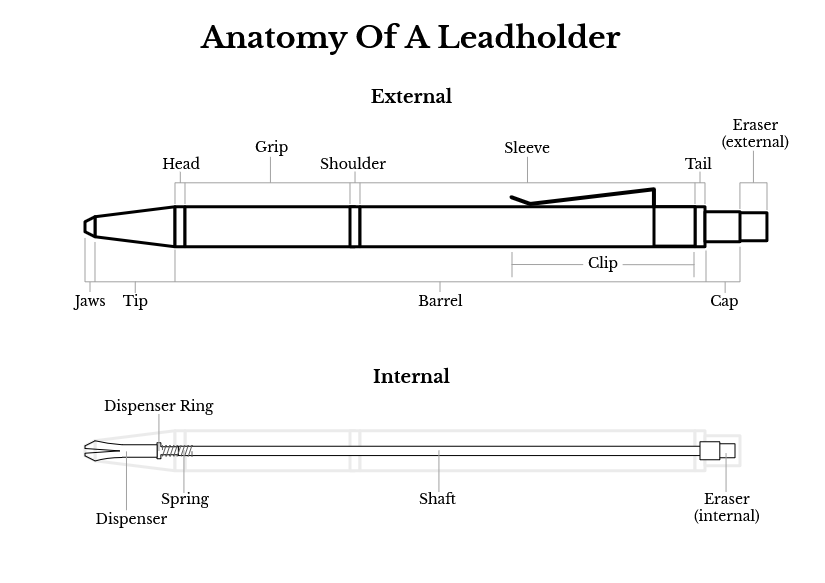 Anatomy Of A Leadholder
External
Eraser
(external)
Grip
Sleeve
Head
Shoulder
Tail
Clip
Jaws
Tip
Barrel
Cap
Internal
Dispenser Ring
Spring
Shaft
Eraser
(internal)
Dispenser